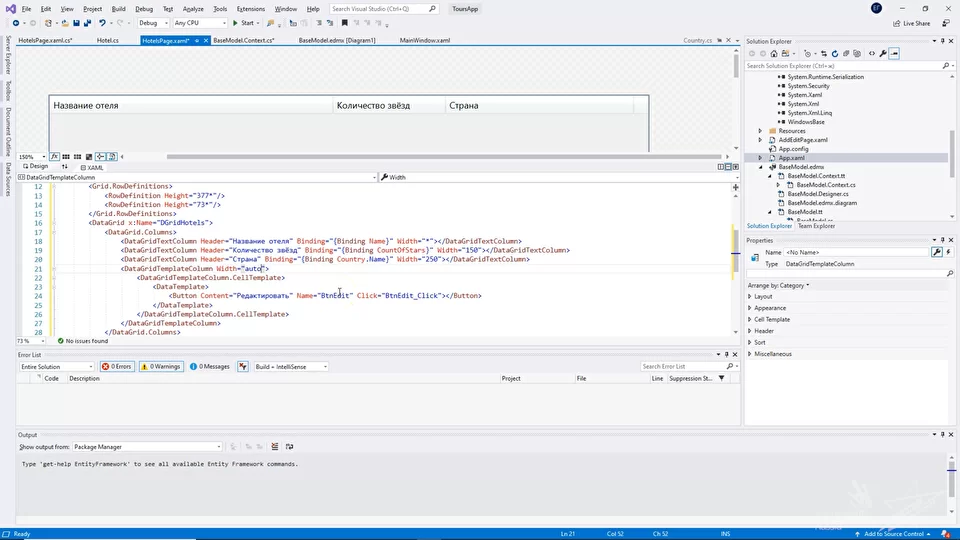 File Edit View Project Build Debug Test Analyze Tools Extensions Window Help Search Visual Studio (Ctrl+Q) ToursApp
Debug Any CPU Start Live Share
HotelsPage.xaml.cs* Hotel.cs HotelsPage.xaml* BaseModel.Context.cs* BaseModel.edmx [Diagram1] MainWindow.xaml Country.cs
Server Explorer
Toolbox
Document Outline
Data Sources
Название отеля Количество звёзд Страна
150%
Design XAML
DataGridTemplateColumn Width
12 <Grid.RowDefinitions>
13 <RowDefinition Height="377*"/>
14 <RowDefinition Height="73*"/>
15 </Grid.RowDefinitions>
16 <DataGrid x:Name="DGridHotels">
17 <DataGrid.Columns>
18 <DataGridTextColumn Header="Название отеля" Binding="{Binding Name}" Width="*"></DataGridTextColumn>
19 <DataGridTextColumn Header="Количество звёзд" Binding="{Binding CountOfStars}" Width="150"></DataGridTextColumn>
20 <DataGridTextColumn Header="Страна" Binding="{Binding Country.Name}" Width="250"></DataGridTextColumn>
21 <DataGridTemplateColumn Width="auto">
22 <DataGridTemplateColumn.CellTemplate>
23 <DataTemplate>
24 <Button Content="Редактировать" Name="BtnEdit" Click="BtnEdit_Click"></Button>
25 </DataTemplate>
26 </DataGridTemplateColumn.CellTemplate>
27 </DataGridTemplateColumn>
28 </DataGrid.Columns>
73 % No issues found
Error List
Entire Solution 0 Errors 0 Warnings 0 Messages Build + IntelliSense Search Error List
Code Description Project File Line Suppression St...
Output
Show output from: Package Manager
Type 'get-help EntityFramework' to see all available Entity Framework commands.
Solution Explorer
Search Solution Explorer (Ctrl+ж)
System.Runtime.Serialization
System.Security
System.Xaml
System.Xml
System.Xml.Linq
WindowsBase
Resources
AddEditPage.xaml
App.config
App.xaml
BaseModel.edmx
BaseModel.Context.tt
BaseModel.Context.cs
BaseModel.Designer.cs
BaseModel.edmx.diagram
BaseModel.tt
Solution Explorer Team Explorer
Properties
Name <No Name>
Type DataGridTemplateColumn
Arrange by: Category
Layout
Appearance
Cell Template
Header
Sort
Miscellaneous
Ready Ln 21 Col 52 Ch 52 INS Add to Source Control